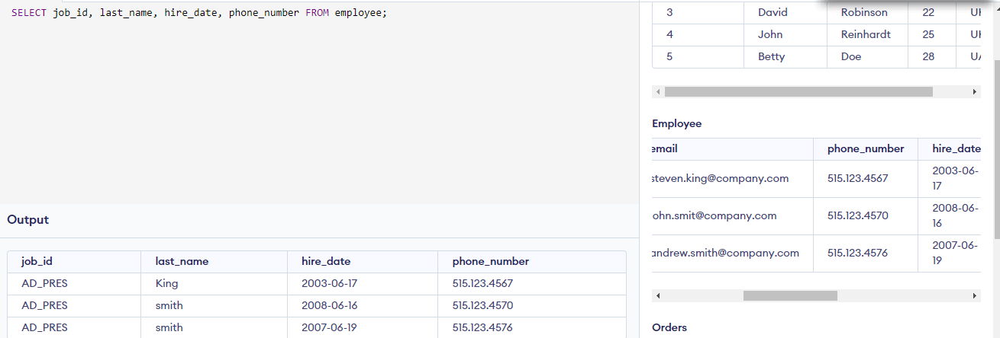 SELECT job_id, last_name, hire_date, phone_number FROM employee;
Output
job_id last_name hire_date phone_number
AD_PRES King 2003-06-17 515.123.4567
AD_PRES smith 2008-06-16 515.123.4570
AD_PRES smith 2007-06-19 515.123.4576
3 David Robinson 22
4 John Reinhardt 25
5 Betty Doe 28
Employee
email phone_number hire_date
steven.king@company.com 515.123.4567 2003-06-
17
ohn.smit@company.com 515.123.4570 2008-06-
16
andrew.smith@company.com 515.123.4576 2007-06-
19
Orders